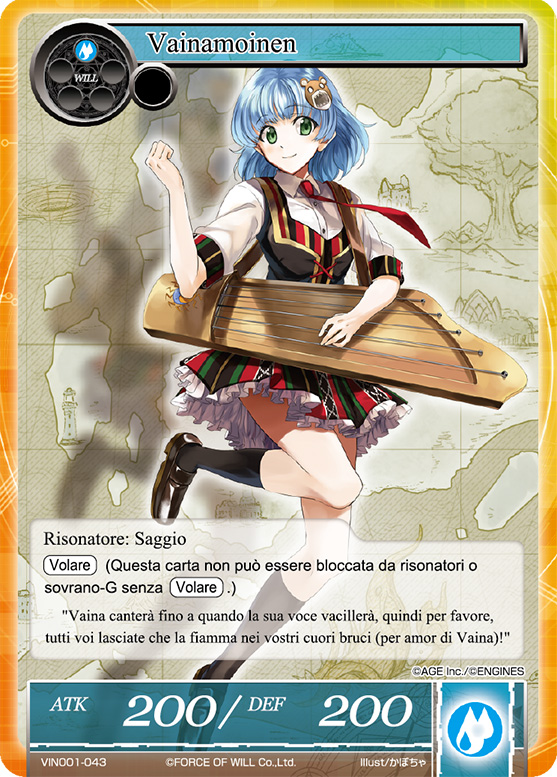 Vainamoinen
WILL
Risonatore: Saggio
Volare (Questa carta non può essere bloccata da risonatori o
sovrano-G senza Volare.)
"Vaina canterà fino a quando la sua voce vacillerà, quindi per favore,
tutti voi lasciate che la fiamma nei vostri cuori bruci (per amor di Vaina)!"
©AGE Inc./©ENGINES
ATK 200/ DEF 200
VIN001-043 ©FORCE OF WILL Co.,Ltd. Illust/かぼちゃ